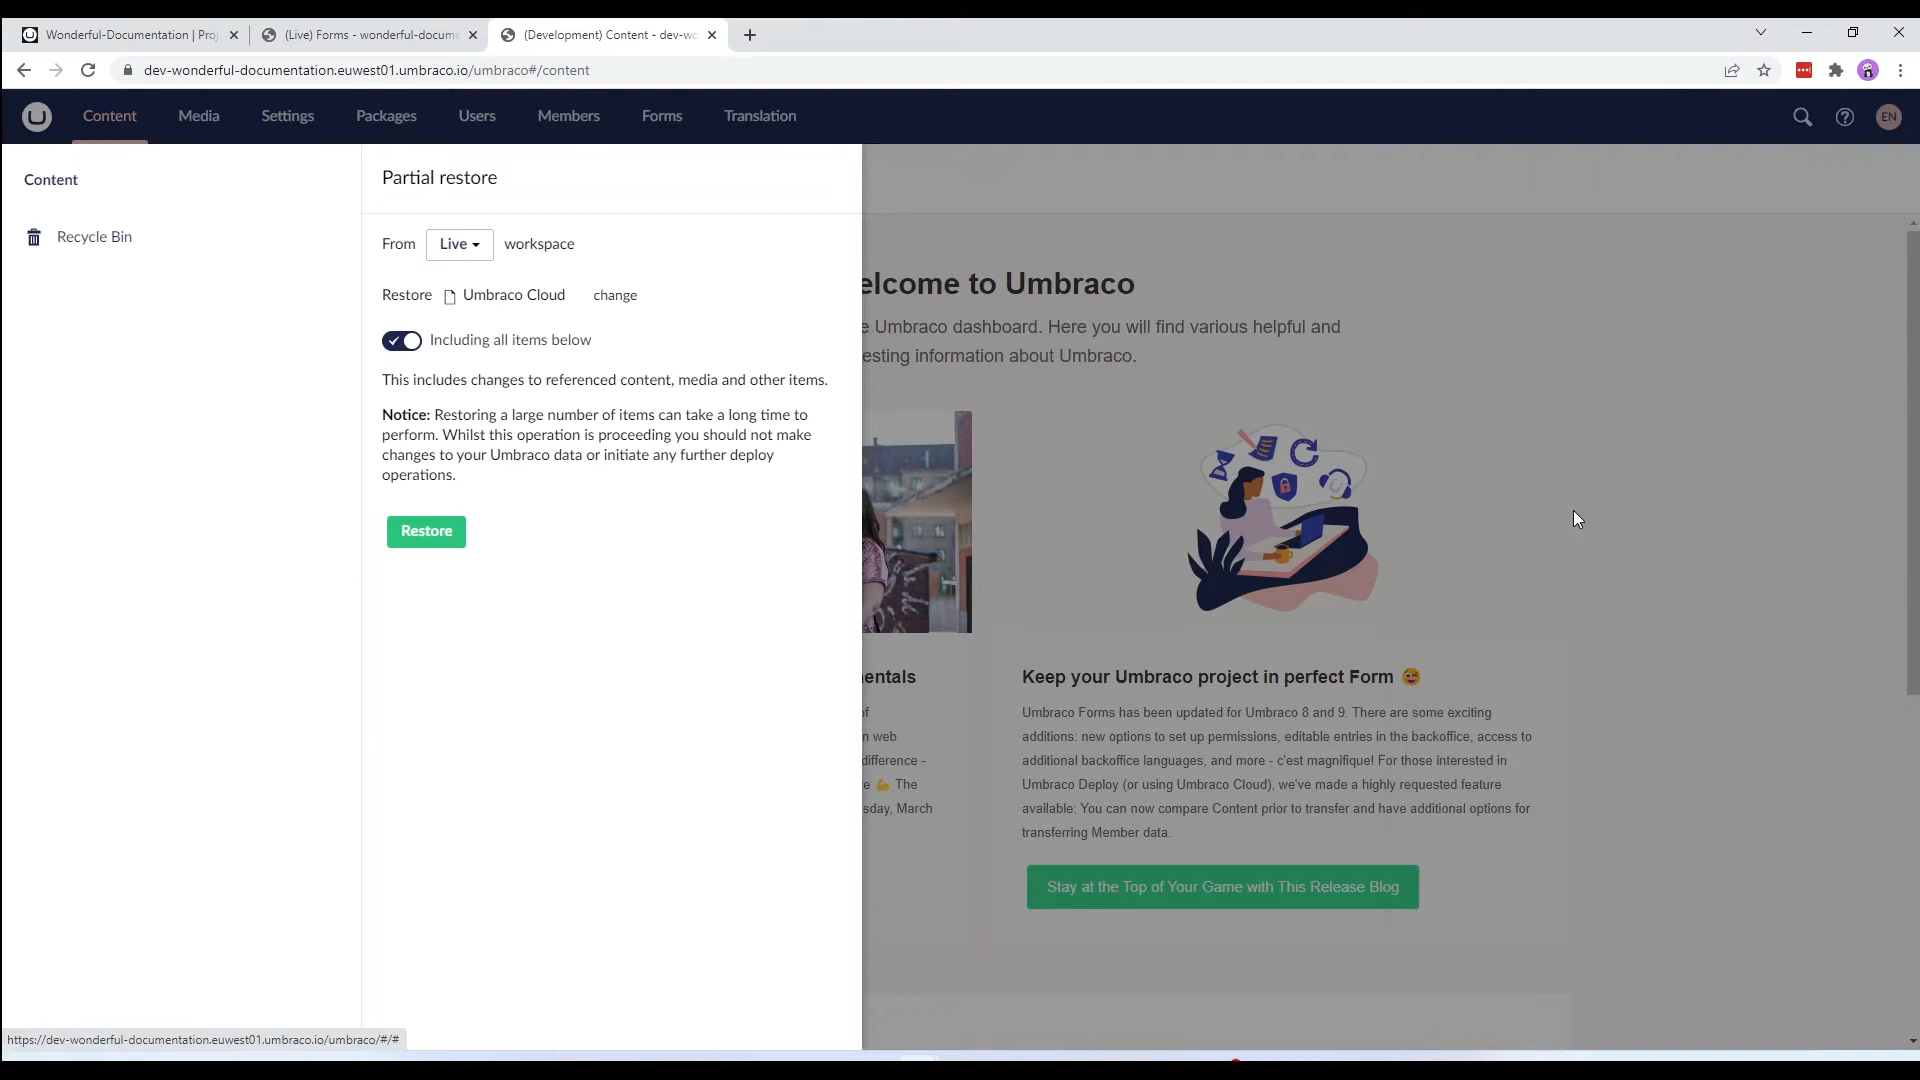 Wonderful-Documentation | Proj
(Live) Forms - wonderful-docume
(Development) Content - dev-wo
dev-wonderful-documentation.euwest01.umbraco.io/umbraco#/content
Content
Media
Settings
Packages
Users
Members
Forms
Translation
EN
Content
Recycle Bin
Partial restore
From Live workspace
Restore Umbraco Cloud change
Including all items below
This includes changes to referenced content, media and other items.
Notice: Restoring a large number of items can take a long time to
perform. Whilst this operation is proceeding you should not make
changes to your Umbraco data or initiate any further deploy
operations.
Restore
elcome to Umbraco
e Umbraco dashboard. Here you will find various helpful and
esting information about Umbraco.
entals
of
n web
difference -
e 💪 The
sday, March
Keep your Umbraco project in perfect Form 😊
Umbraco Forms has been updated for Umbraco 8 and 9. There are some exciting
additions: new options to set up permissions, editable entries in the backoffice, access to
additional backoffice languages, and more - c'est magnifique! For those interested in
Umbraco Deploy (or using Umbraco Cloud), we've made a highly requested feature
available: You can now compare Content prior to transfer and have additional options for
transferring Member data.
Stay at the Top of Your Game with This Release Blog
https://dev-wonderful-documentation.euwest01.umbraco.io/umbraco/#/#